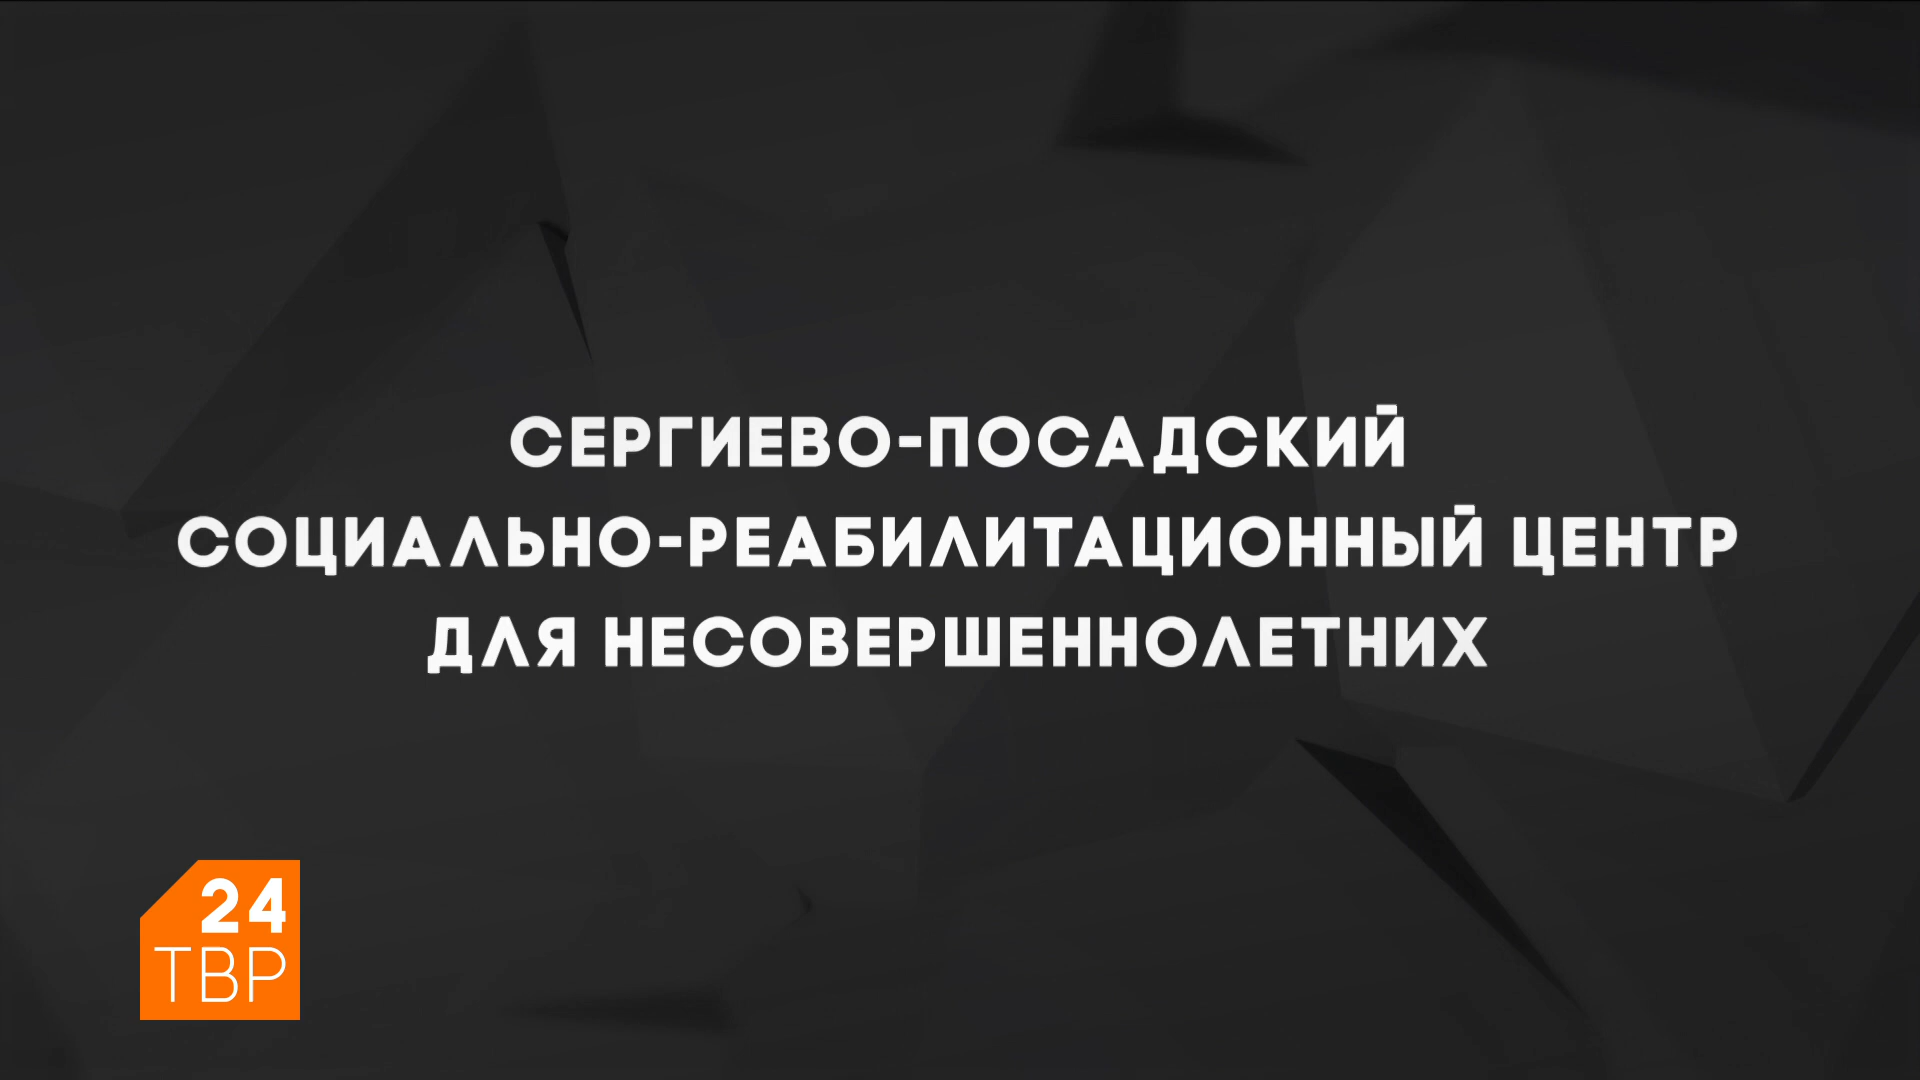 СЕРГИЕВО-ПОСАДСКИЙ
СОЦИАЛЬНО-РЕАБИЛИТАЦИОННЫЙ ЦЕНТР
ДЛЯ НЕСОВЕРШЕННОЛЕТНИХ
24
ТВР